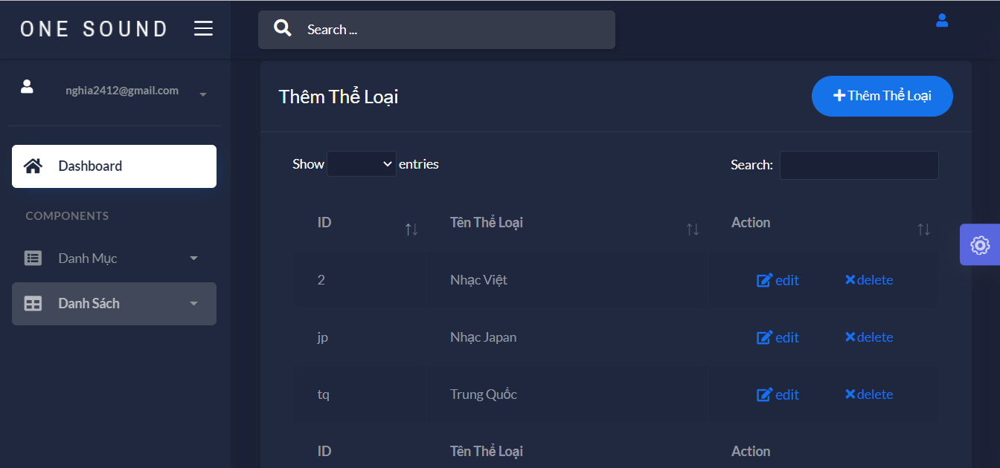 ONE SOUND
Search ...
nghia2412@gmail.com
Thêm Thể Loại
Thêm Thể Loại
Dashboard
Show entries
Search:
COMPONENTS
ID Tên Thể Loại Action
Danh Mục
2 Nhạc Việt edit delete
Danh Sách
jp Nhạc Japan edit delete
tq Trung Quốc edit delete
ID Tên Thể Loại Action